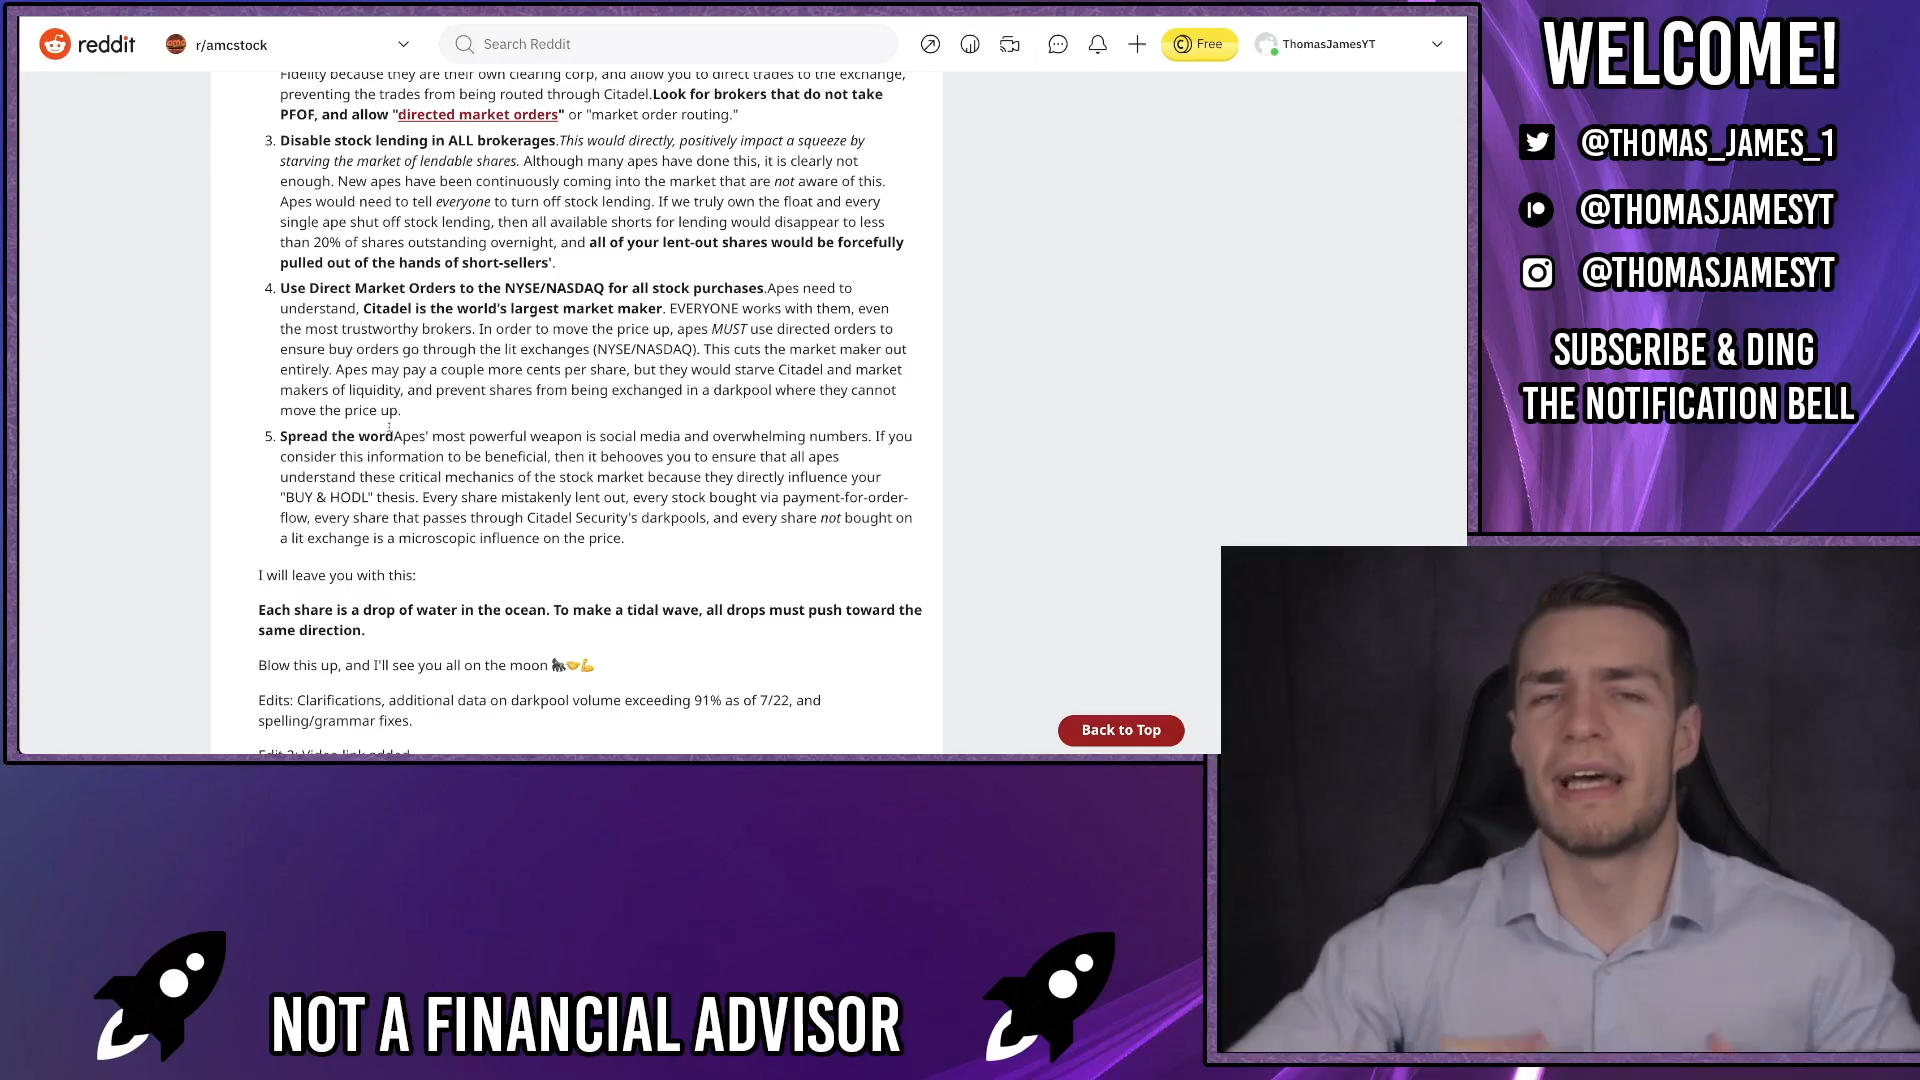 reddit
r/amcstock
Search Reddit
Free
ThomasJamesYT
Fidelity because they are their own clearing corp, and allow you to direct trades to the exchange,
preventing the trades from being routed through Citadel.Look for brokers that do not take
PFOF, and allow "directed market orders" or "market order routing."
3. Disable stock lending in ALL brokerages.This would directly, positively impact a squeeze by
starving the market of lendable shares. Although many apes have done this, it is clearly not
enough. New apes have been continuously coming into the market that are not aware of this.
Apes would need to tell everyone to turn off stock lending. If we truly own the float and every
single ape shut off stock lending, then all available shorts for lending would disappear to less
than 20% of shares outstanding overnight, and all of your lent-out shares would be forcefully
pulled out of the hands of short-sellers'.
4. Use Direct Market Orders to the NYSE/NASDAQ for all stock purchases.Apes need to
understand, Citadel is the world's largest market maker. EVERYONE works with them, even
the most trustworthy brokers. In order to move the price up, apes MUST use directed orders to
ensure buy orders go through the lit exchanges (NYSE/NASDAQ). This cuts the market maker out
entirely. Apes may pay a couple more cents per share, but they would starve Citadel and market
makers of liquidity, and prevent shares from being exchanged in a darkpool where they cannot
move the price up.
5. Spread the wordApes' most powerful weapon is social media and overwhelming numbers. If you
consider this information to be beneficial, then it behooves you to ensure that all apes
understand these critical mechanics of the stock market because they directly influence your
"BUY & HODL" thesis. Every share mistakenly lent out, every stock bought via payment-for-order-
flow, every share that passes through Citadel Security's darkpools, and every share not bought on
a lit exchange is a microscopic influence on the price.
I will leave you with this:
Each share is a drop of water in the ocean. To make a tidal wave, all drops must push toward the
same direction.
Blow this up, and I'll see you all on the moon 🦍🤝💪
Edits: Clarifications, additional data on darkpool volume exceeding 91% as of 7/22, and
spelling/grammar fixes.
Edit 2: Video link added
Back to Top
WELCOME!
@THOMAS_JAMES_1
@THOMASJAMESYT
@THOMASJAMESYT
SUBSCRIBE & DING
THE NOTIFICATION BELL
NOT A FINANCIAL ADVISOR